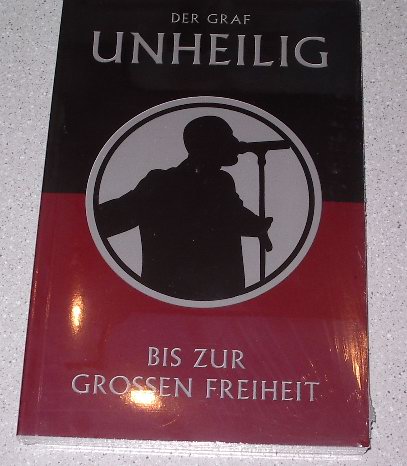 DER GRAF
UNHEILIG
BIS ZUR
GROSSEN FREIHEIT